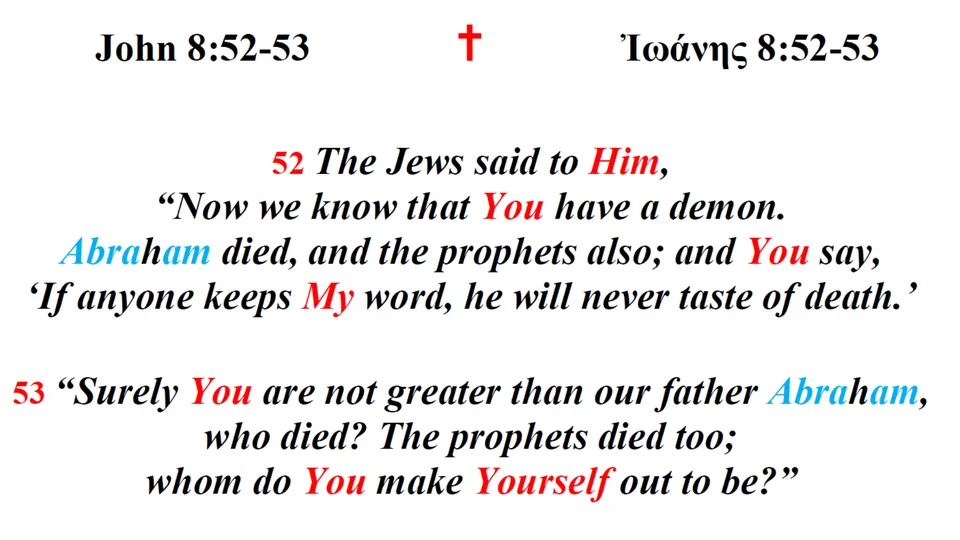 John 8:52-53 ✝ Ἰωάνης 8:52-53
52 The Jews said to Him,
“Now we know that You have a demon.
Abraham died, and the prophets also; and You say,
‘If anyone keeps My word, he will never taste of death.’
53 “Surely You are not greater than our father Abraham,
who died? The prophets died too;
whom do You make Yourself out to be?”